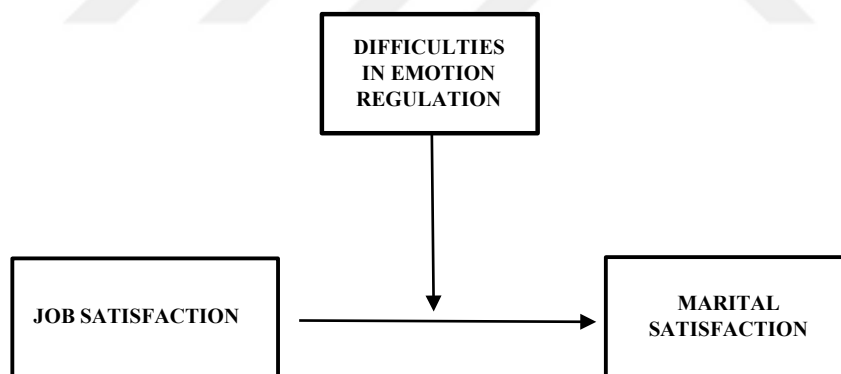 DIFFICULTIES
IN EMOTION
REGULATION
JOB SATISFACTION
MARITAL
SATISFACTION